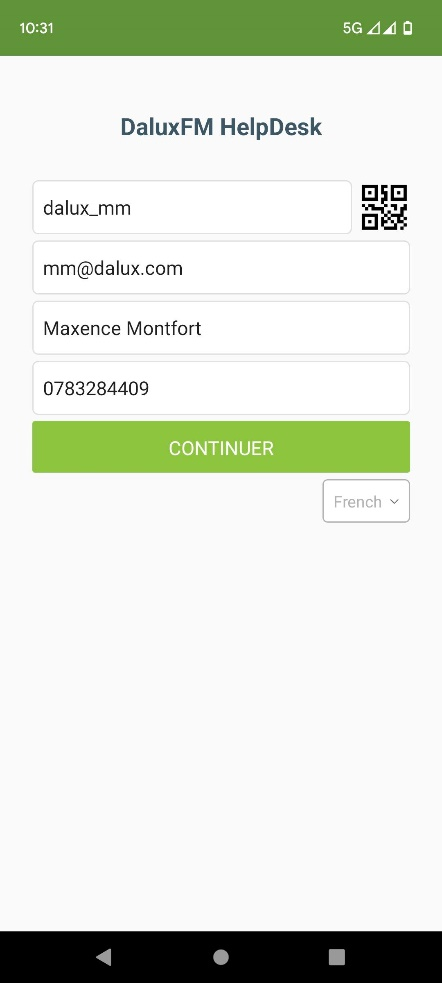 10:31
5G
DaluxFM HelpDesk
dalux_mm
mm@dalux.com
Maxence Montfort
0783284409
CONTINUER
French